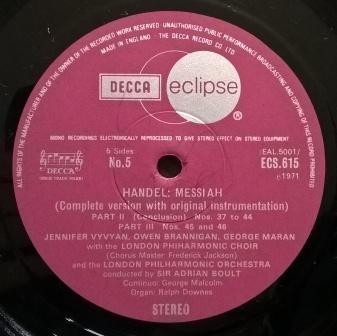 ALL RIGHTS OF THE MANUFACTURER AND OF THE OWNER OF THE RECORDED WORK RESERVED · UNAUTHORISED PUBLIC PERFORMANCE BROADCASTING AND COPYING OF THIS RECORD PROHIBITED
MADE IN ENGLAND · THE DECCA RECORD CO LTD
DECCA eclipse
®
MONO RECORDINGS ELECTRONICALLY REPROCESSED TO GIVE STEREO EFFECT ON STEREO EQUIPMENT
DECCA
6 Sides
No.5
(EAL.5001)
ECS.615
℗1971
HANDEL: MESSIAH
(Complete version with original instrumentation)
PART II (Conclusion) Nos. 37 to 44
PART III Nos. 45 and 46
JENNIFER VYVYAN, OWEN BRANNIGAN, GEORGE MARAN
with the LONDON PHILHARMONIC CHOIR
(Chorus Master: Frederick Jackson)
and the LONDON PHILHARMONIC ORCHESTRA
conducted by SIR ADRIAN BOULT
Continuo: George Malcolm
Organ: Ralph Downes
STEREO